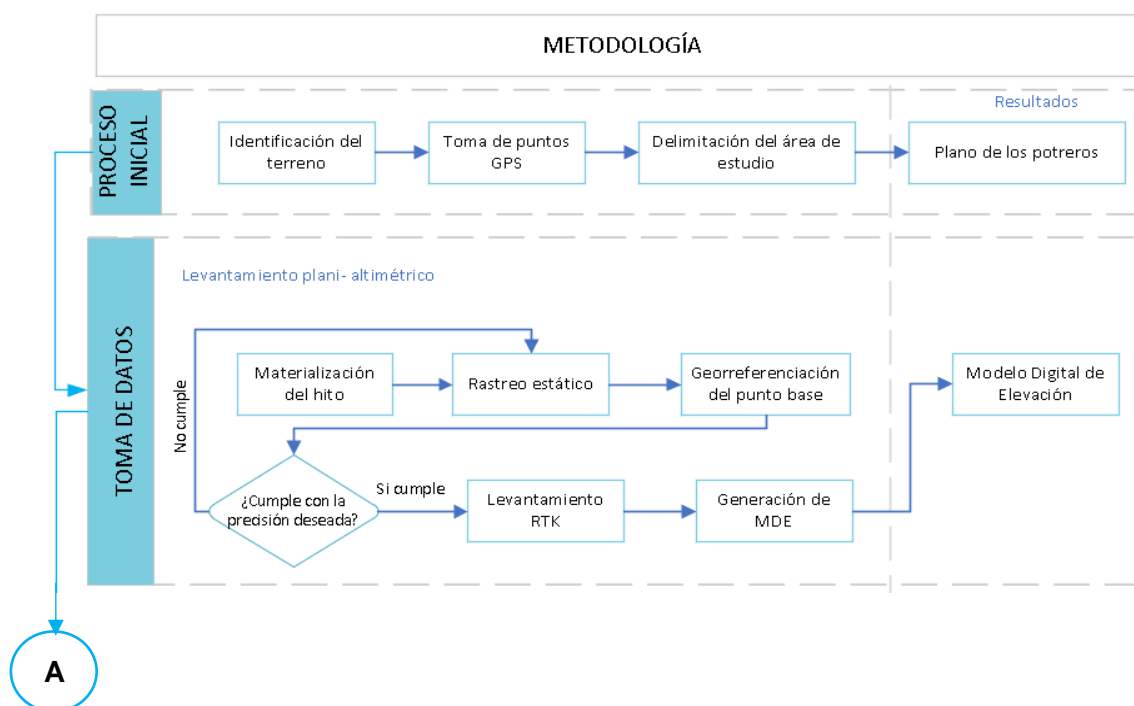 METODOLOGÍA
PROCESO
INICIAL
Resultados
Identificación del
terreno
Toma de puntos
GPS
Delimitación del área de
estudio
Plano de los potreros
TOMA DE DATOS
Levantamiento plani- altimétrico
No cumple
Materialización
del hito
Rastreo estático
Georreferenciación
del punto base
Modelo Digital de
Elevación
¿Cumple con la
precisión deseada?
Si cumple
Levantamiento
RTK
Generación de
MDE
A